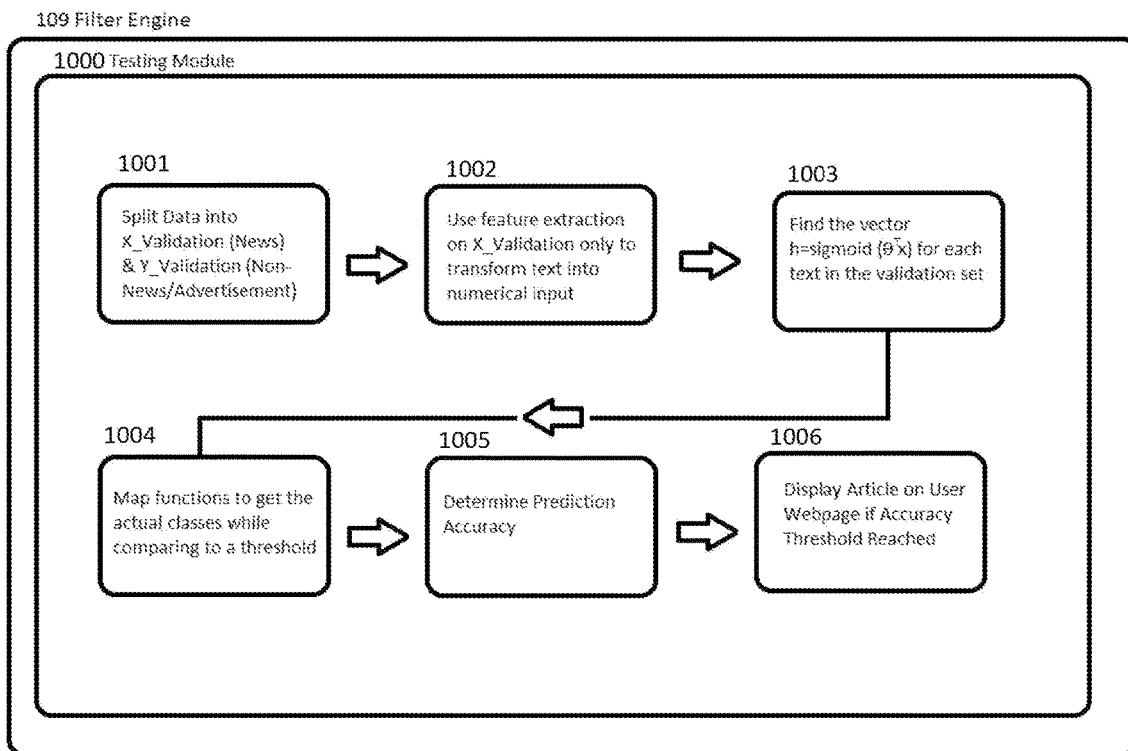 109 Filter Engine
1000 Testing Module
1001
Split Data into
X_Validation (News)
& Y_Validation (Non-
News/Advertisement)
1002
Use feature extraction
on X_Validation only to
transform text into
numerical input
1003
Find the vector
h=sigmoid (θᵀx) for each
text in the validation set
1004
Map functions to get the
actual classes while
comparing to a threshold
1005
Determine Prediction
Accuracy
1006
Display Article on User
Webpage if Accuracy
Threshold Reached